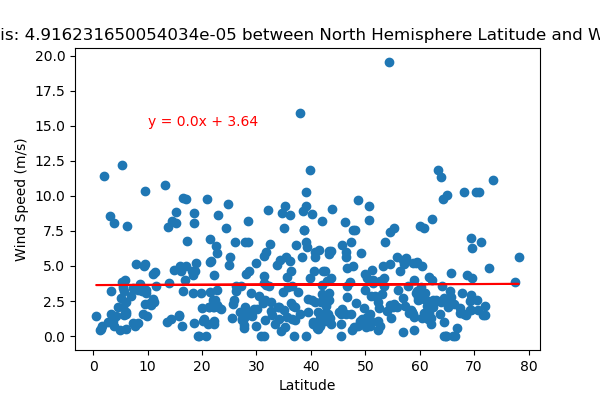 is: 4.916231650054034e-05 between North Hemisphere Latitude and W
20.0
17.5
15.0
12.5
10.0
7.5
5.0
2.5
0.0
Wind Speed (m/s)
y = 0.0x + 3.64
0 10 20 30 40 50 60 70 80
Latitude